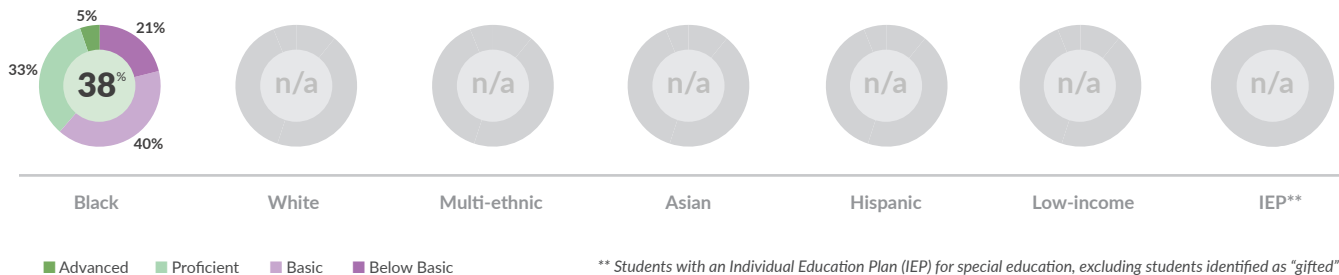 5%
21%
33%
38%
40%
n/a
n/a
n/a
n/a
n/a
n/a
Black
White
Multi-ethnic
Asian
Hispanic
Low-income
IEP**
Advanced
Proficient
Basic
Below Basic
** Students with an Individual Education Plan (IEP) for special education, excluding students identified as “gifted”